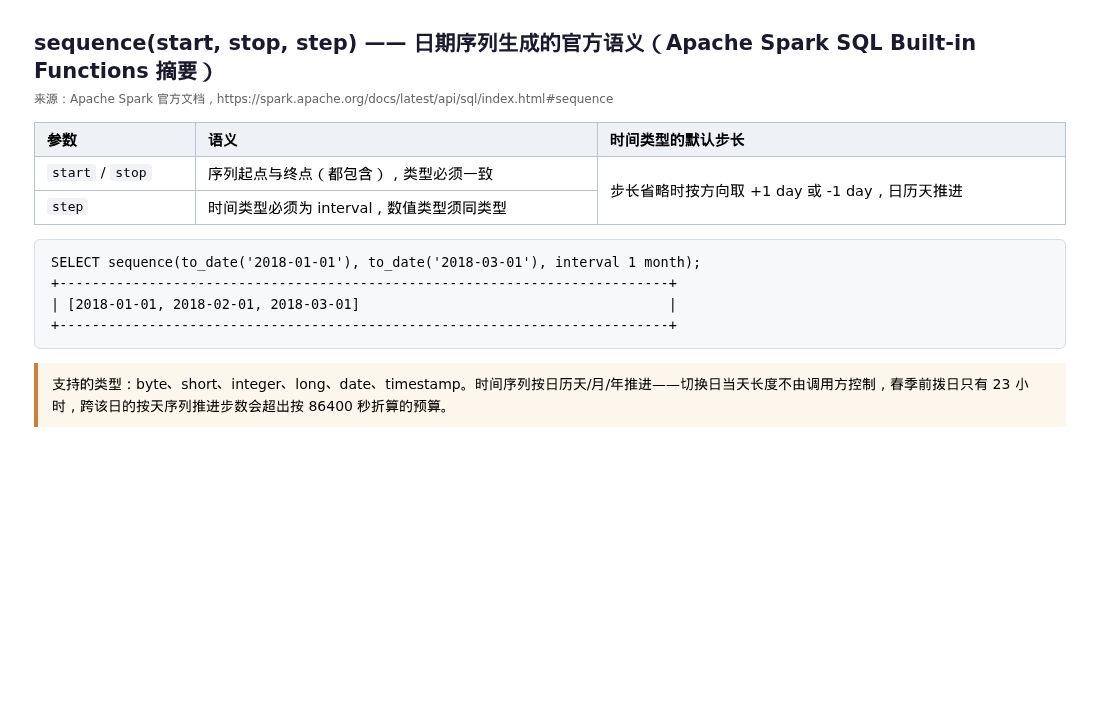 sequence(start, stop, step) —— 日期序列生成的官方语义（Apache Spark SQL Built-in
Functions 摘要）
来源：Apache Spark 官方文档，https://spark.apache.org/docs/latest/api/sql/index.html#sequence
参数 语义 时间类型的默认步长
start / stop 序列起点与终点（都包含），类型必须一致
步长省略时按方向取 +1 day 或 -1 day，日历天推进
step 时间类型必须为 interval，数值类型须同类型
SELECT sequence(to_date('2018-01-01'), to_date('2018-03-01'), interval 1 month);
+---------------------------------------------------------------------------+
| [2018-01-01, 2018-02-01, 2018-03-01]                                      |
+---------------------------------------------------------------------------+
支持的类型：byte、short、integer、long、date、timestamp。时间序列按日历天/月/年推进——切换日当天长度不由调用方控制，春季前拨日只有 23 小
时，跨该日的按天序列推进步数会超出按 86400 秒折算的预算。